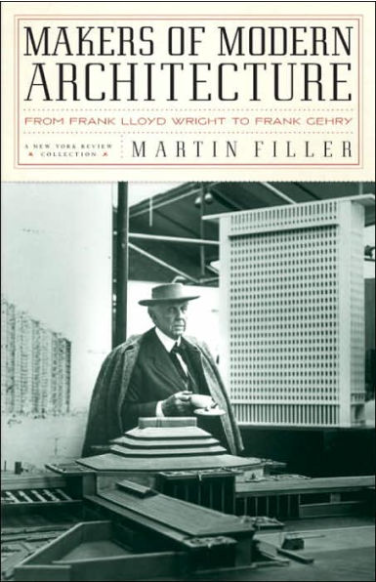 MAKERS OF MODERN
ARCHITECTURE
FROM FRANK LLOYD WRIGHT TO FRANK GEHRY
A NEW YORK REVIEW
COLLECTION
MARTIN FILLER